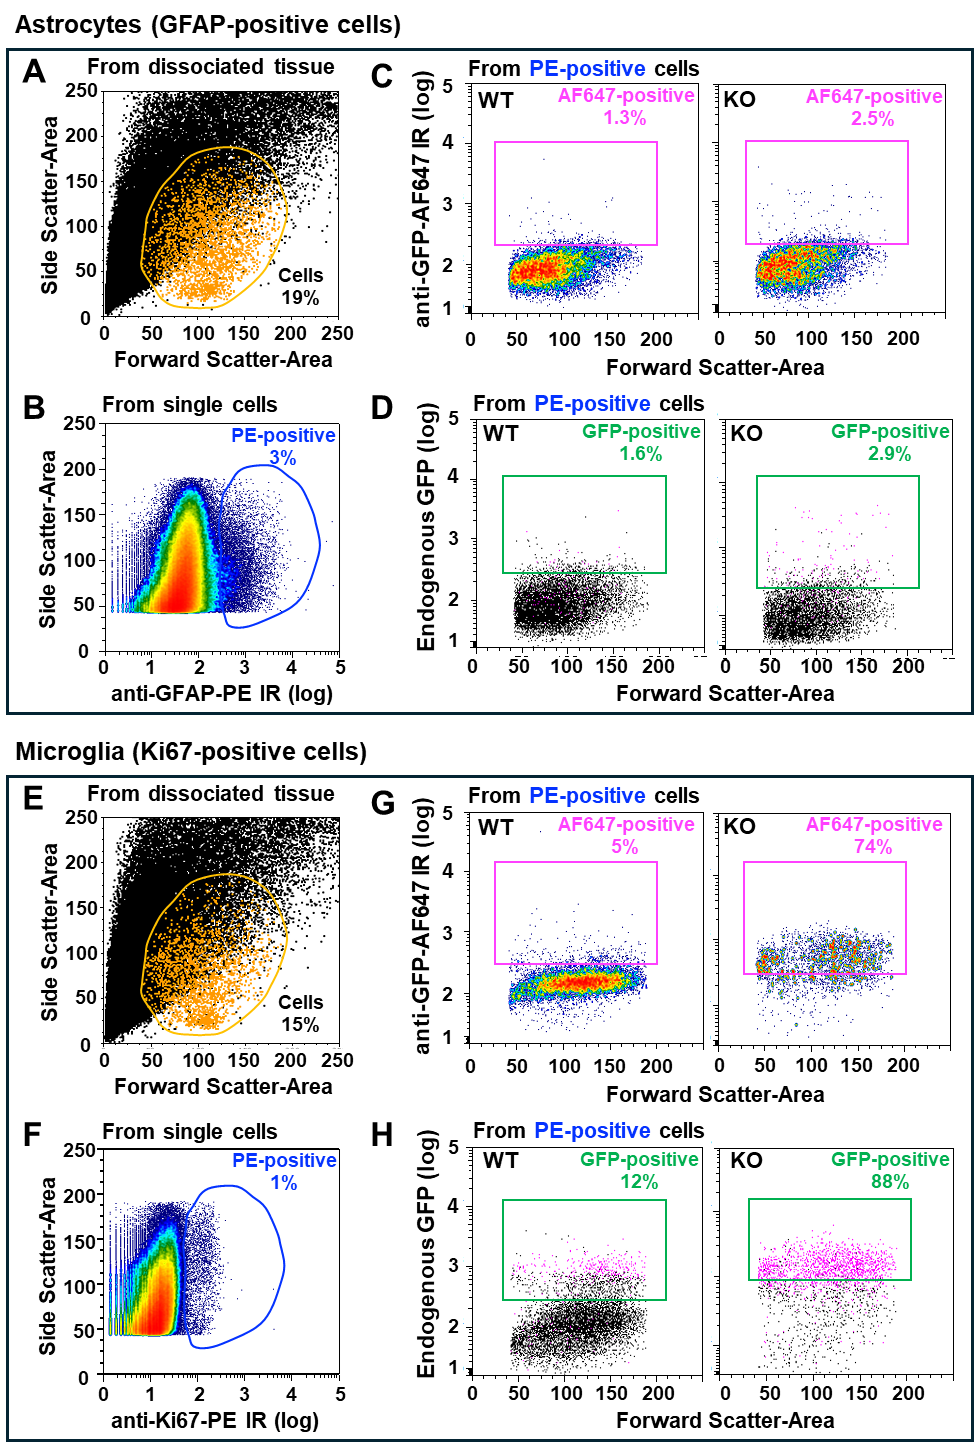 Astrocytes (GFAP-positive cells)
A
From dissociated tissue
250
200
150
100
50
0
Side Scatter-Area
Cells
19%
0 50 100 150 200 250
Forward Scatter-Area
C
From PE-positive cells
5
4
3
2
1
anti-GFP-AF647 IR (log)
WT
AF647-positive
1.3%
0 50 100 150 200
KO
AF647-positive
2.5%
0 50 100 150 200
Forward Scatter-Area
B
From single cells
250
200
150
100
50
0
Side Scatter-Area
PE-positive
3%
1 2 3 4 5
anti-GFAP-PE IR (log)
D
From PE-positive cells
5
4
3
2
1
Endogenous GFP (log)
WT
GFP-positive
1.6%
0 50 100 150 200
KO
GFP-positive
2.9%
0 50 100 150 200
Forward Scatter-Area
Microglia (Ki67-positive cells)
E
From dissociated tissue
250
200
150
100
50
0
Side Scatter-Area
Cells
15%
0 50 100 150 200 250
Forward Scatter-Area
G
From PE-positive cells
5
4
3
2
1
anti-GFP-AF647 IR (log)
WT
AF647-positive
5%
0 50 100 150 200
KO
AF647-positive
74%
0 50 100 150 200
Forward Scatter-Area
F
From single cells
250
200
150
100
50
0
Side Scatter-Area
PE-positive
1%
0 1 2 3 5
anti-Ki67-PE IR (log)
H
From PE-positive cells
5
4
3
2
1
Endogenous GFP (log)
WT
GFP-positive
12%
0 50 100 150 200
KO
GFP-positive
88%
0 50 100 150 200
Forward Scatter-Area